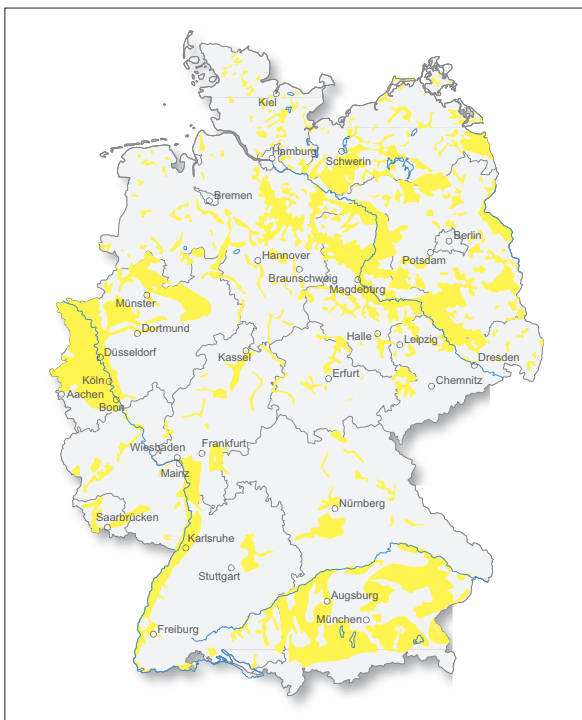 Kiel
Hamburg
Schwerin
Bremen
Berlin
Potsdam
Hannover
Braunschweig
Magdeburg
Münster
Dortmund
Halle
Leipzig
Düsseldorf
Kassel
Dresden
Köln
Erfurt
Chemnitz
Aachen
Bonn
Wiesbaden
Frankfurt
Mainz
Nürnberg
Saarbrücken
Karlsruhe
Stuttgart
Augsburg
München
Freiburg